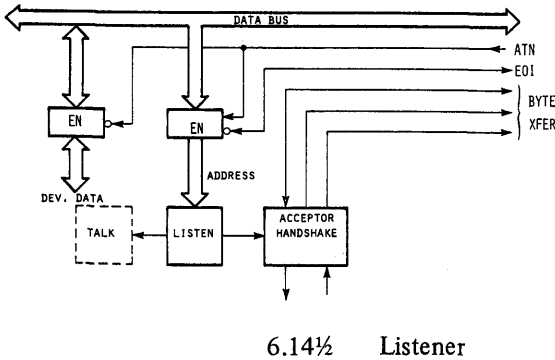 DATA BUS
ATN
EOI
BYTE
XFER
EN
EN
ADDRESS
DEV. DATA
TALK
LISTEN
ACCEPTOR
HANDSHAKE
6.14½ Listener